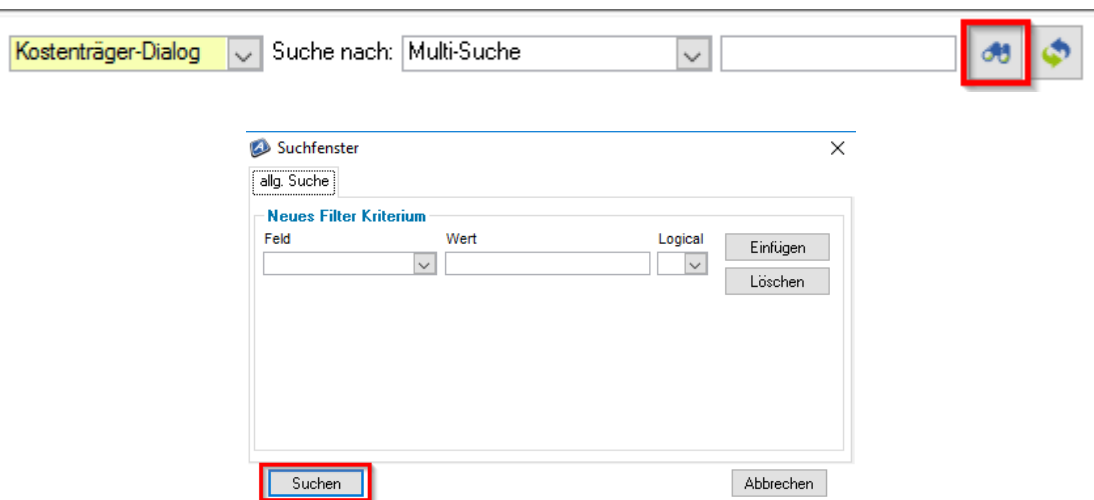 Kostenträger-Dialog Suche nach: Multi-Suche
Suchfenster
allg. Suche
Neues Filter Kriterium
Feld Wert Logical
Einfügen
Löschen
Suchen Abbrechen